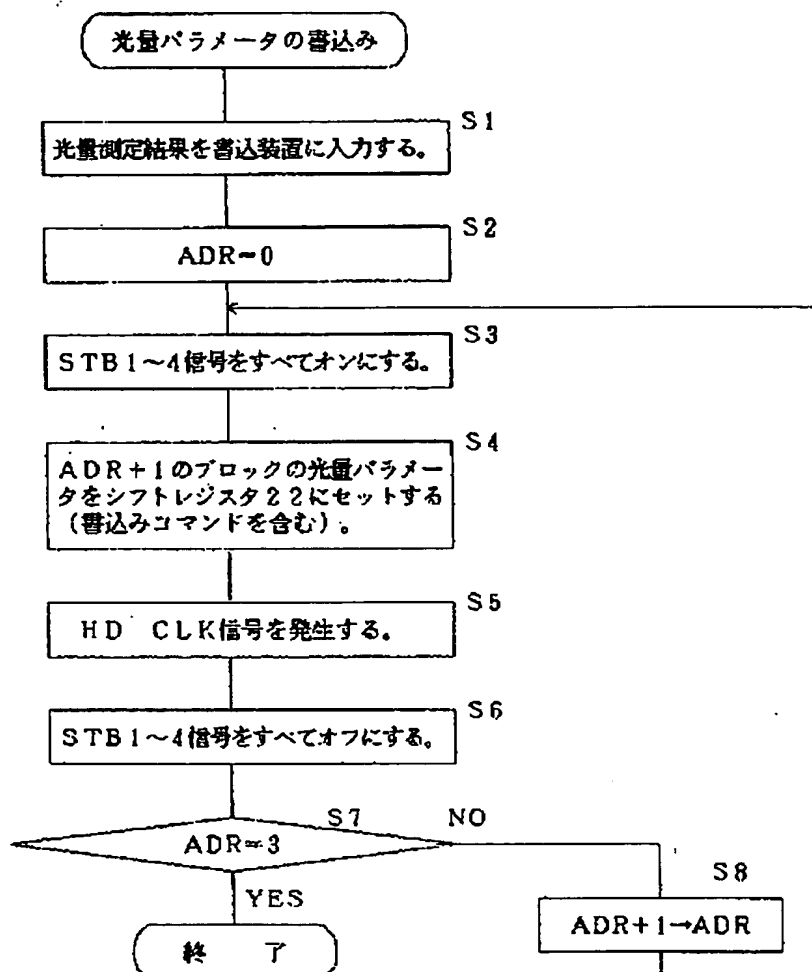 光量パラメータの書込み
S1
光量測定結果を書込装置に入力する。
S2
ADR=0
S3
STB1～4信号をすべてオンにする。
S4
ADR+1のブロックの光量パラメー
タをシフトレジスタ22にセットする
(書込みコマンドを含む)。
S5
HD CLK信号を発生する。
S6
STB1～4信号をすべてオフにする。
S7
NO
ADR=3
S8
YES
ADR+1→ADR
終 了